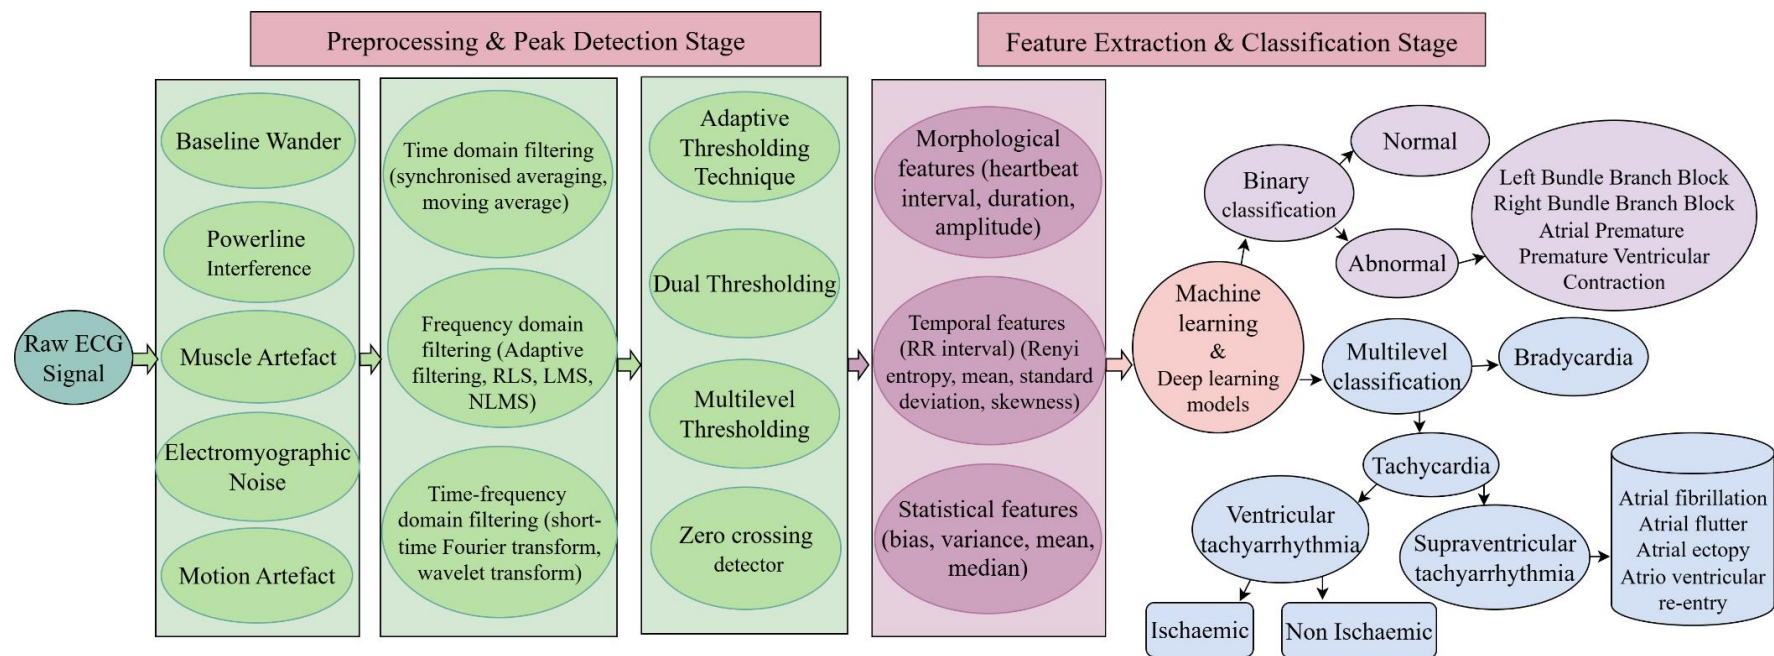 Preprocessing & Peak Detection Stage
Feature Extraction & Classification Stage
Raw ECG
Signal
Baseline Wander
Powerline
Interference
Muscle Artefact
Electromyographic
Noise
Motion Artefact
Time domain filtering
(synchronised averaging,
moving average)
Frequency domain
filtering (Adaptive
filtering, RLS, LMS,
NLMS)
Time-frequency
domain filtering (short-
time Fourier transform,
wavelet transform)
Adaptive
Thresholding
Technique
Dual Thresholding
Multilevel
Thresholding
Zero crossing
detector
Morphological
features (heartbeat
interval, duration,
amplitude)
Temporal features
(RR interval) (Renyi
entropy, mean, standard
deviation, skewness)
Statistical features
(bias, variance, mean,
median)
Machine
learning
&
Deep learning
models
Binary
classification
Normal
Abnormal
Left Bundle Branch Block
Right Bundle Branch Block
Atrial Premature
Premature Ventricular
Contraction
Multilevel
classification
Bradycardia
Tachycardia
Ventricular
tachyarrhythmia
Ischaemic
Non Ischaemic
Supraventricular
tachyarrhythmia
Atrial fibrillation
Atrial flutter
Atrial ectopy
Atrio ventricular
re-entry